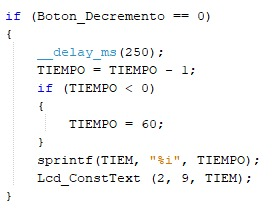 if (Boton_Decremento == 0)
{
__delay_ms(250);
TIEMPO = TIEMPO - 1;
if (TIEMPO < 0)
{
TIEMPO = 60;
}
sprintf(TIEM, "%i", TIEMPO);
Lcd_ConstText (2, 9, TIEM);
}